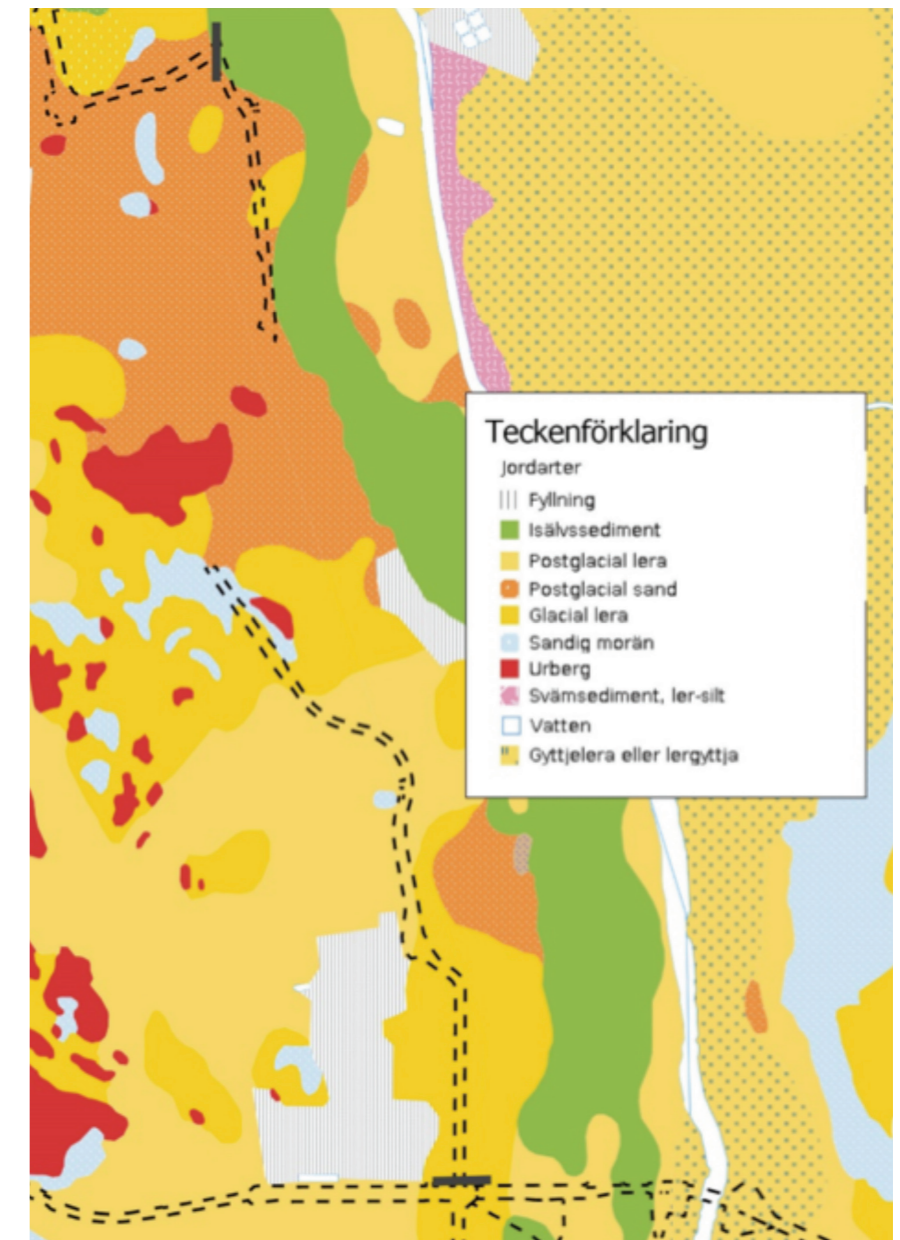 Teckenförklaring
Jordarter
Fyllning
Isälvssediment
Postglacial lera
Postglacial sand
Glacial lera
Sandig morän
Urberg
Svämsediment, ler-silt
Vatten
Gyttjelera eller lergyttja